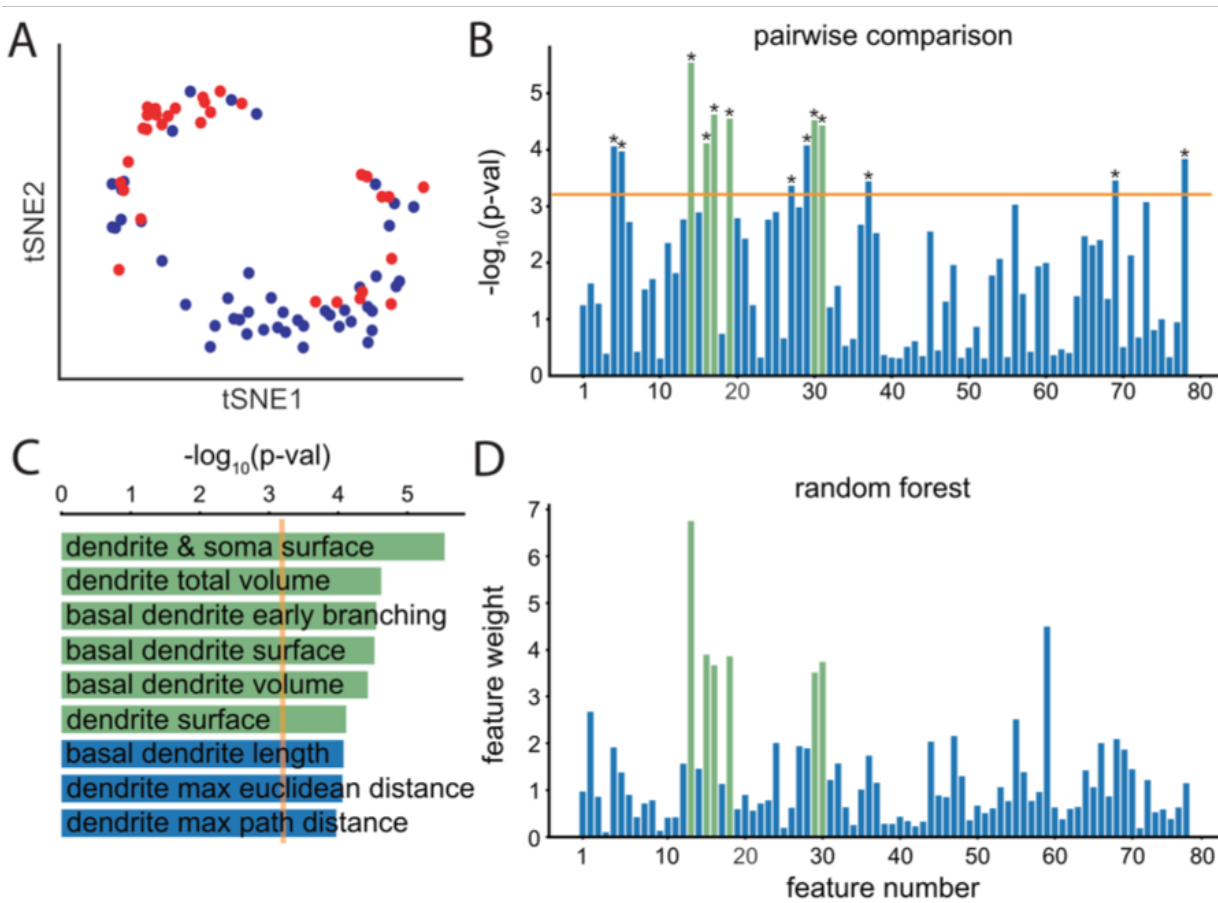 A
tSNE2
tSNE1
B
pairwise comparison
-log10(p-val)
5
4
3
2
1
0
* * * * * * * * * * * * *
1 10 20 30 40 50 60 70 80
C
-log10(p-val)
0 1 2 3 4 5
dendrite & soma surface
dendrite total volume
basal dendrite early branching
basal dendrite surface
basal dendrite volume
dendrite surface
basal dendrite length
dendrite max euclidean distance
dendrite max path distance
D
random forest
feature weight
7
6
5
4
3
2
1
0
1 10 20 30 40 50 60 70 80
feature number